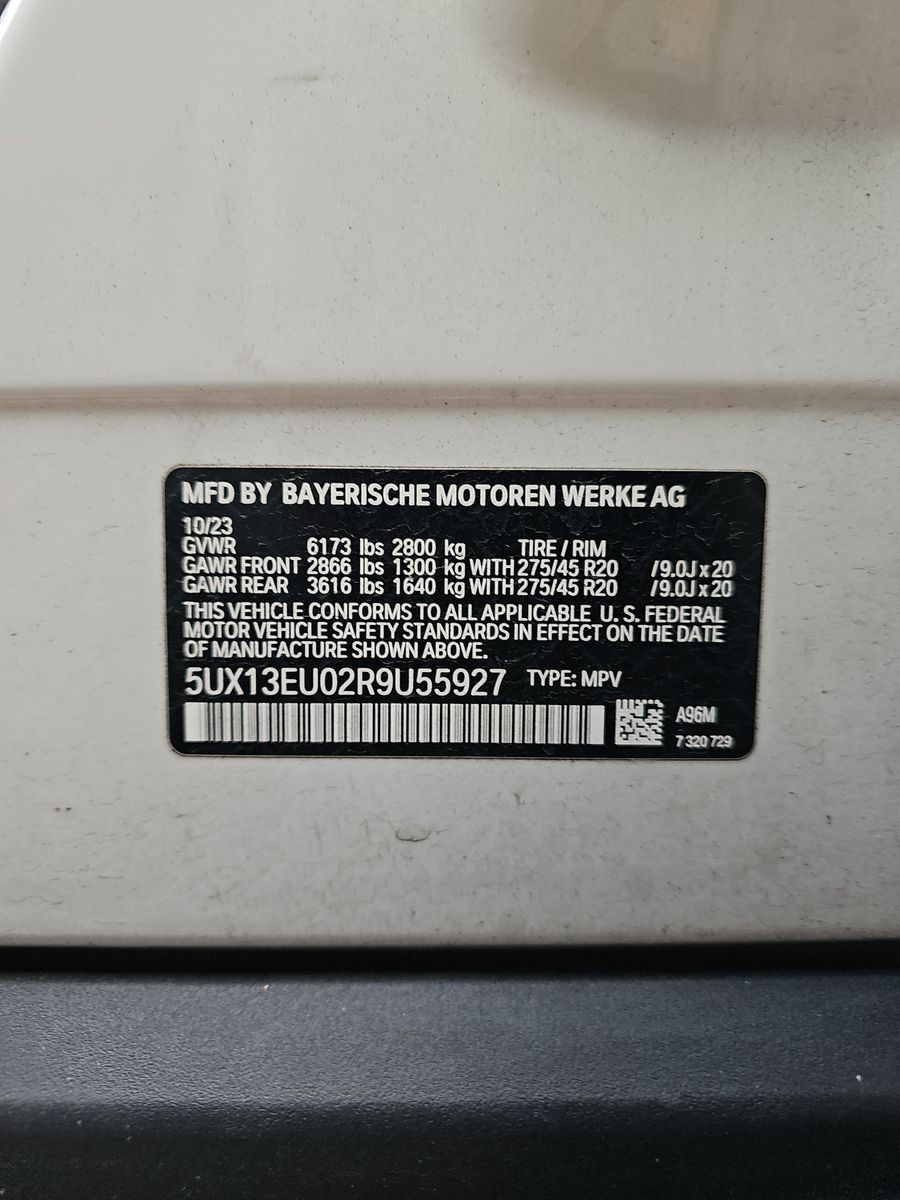 MFD BY BAYERISCHE MOTOREN WERKE AG
10/23
GVWR 6173 lbs 2800 kg TIRE / RIM
GAWR FRONT 2866 lbs 1300 kg WITH 275/45 R20 /9.0J x 20
GAWR REAR 3616 lbs 1640 kg WITH 275/45 R20 /9.0J x 20
THIS VEHICLE CONFORMS TO ALL APPLICABLE U. S. FEDERAL
MOTOR VEHICLE SAFETY STANDARDS IN EFFECT ON THE DATE
OF MANUFACTURE SHOWN ABOVE.
5UX13EU02R9U55927 TYPE: MPV
A96M
7 320 729